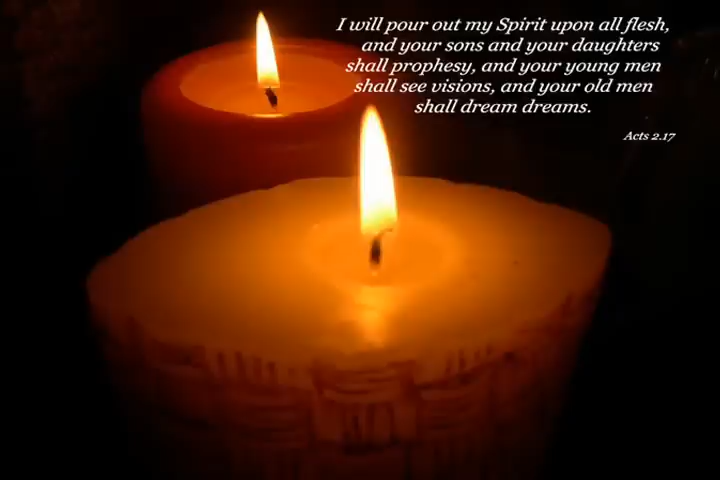 I will pour out my Spirit upon all flesh,
and your sons and your daughters
shall prophesy, and your young men
shall see visions, and your old men
shall dream dreams.
Acts 2.17